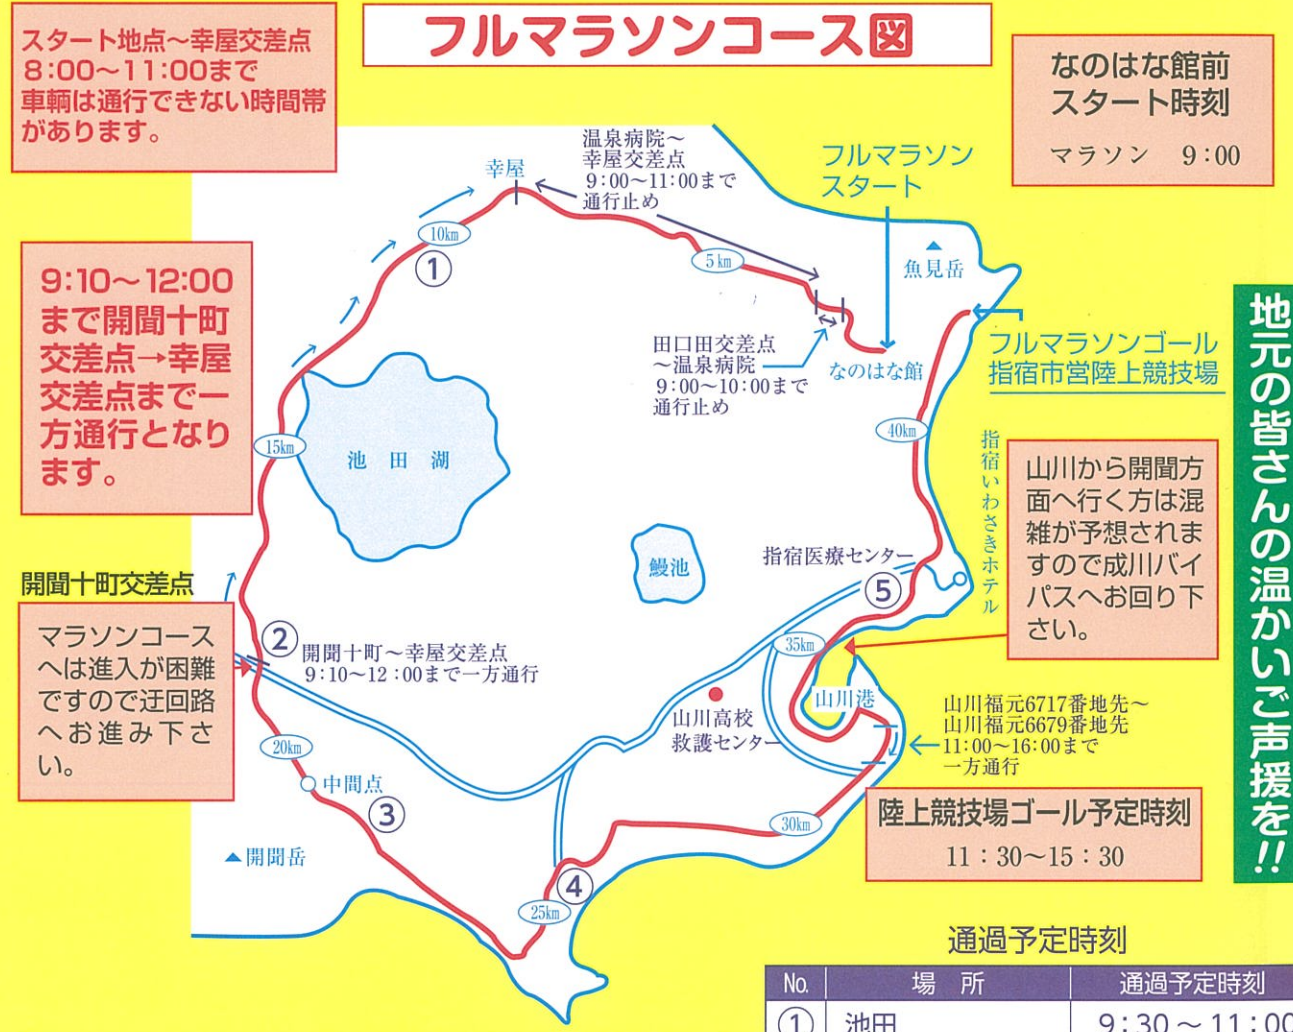 フルマラソンコース図
スタート地点～幸屋交差点
8:00～11:00まで
車輌は通行できない時間帯
があります。
なのはな館前
スタート時刻
マラソン 9:00
温泉病院～
幸屋交差点
9:00～11:00まで
通行止め
幸屋
フルマラソン
スタート
10km
①
5km
魚見岳
9:10～12:00
まで開聞十町
交差点→幸屋
交差点まで一
方通行となり
ます。
田口田交差点
～温泉病院
9:00～10:00まで
通行止め
なのはな館
フルマラソンゴール
指宿市営陸上競技場
地元の皆さんの温かいご声援を!!
15km
池田湖
40km
指宿いわさきホテル
山川から開聞方
面へ行く方は混
雑が予想されま
すので成川バイ
パスへお回り下
さい。
鰻池
指宿医療センター
⑤
開聞十町交差点
マラソンコース
へは進入が困難
ですので迂回路
へお進み下さ
い。
②
開聞十町～幸屋交差点
9:10～12:00まで一方通行
35km
山川港
山川高校
救護センター
山川福元6717番地先～
山川福元6679番地先
11:00～16:00まで
一方通行
20km
中間点
③
30km
陸上競技場ゴール予定時刻
11：30～15：30
開聞岳
④
25km
通過予定時刻
No. 場所 通過予定時刻
① 池田 9:30～11:00